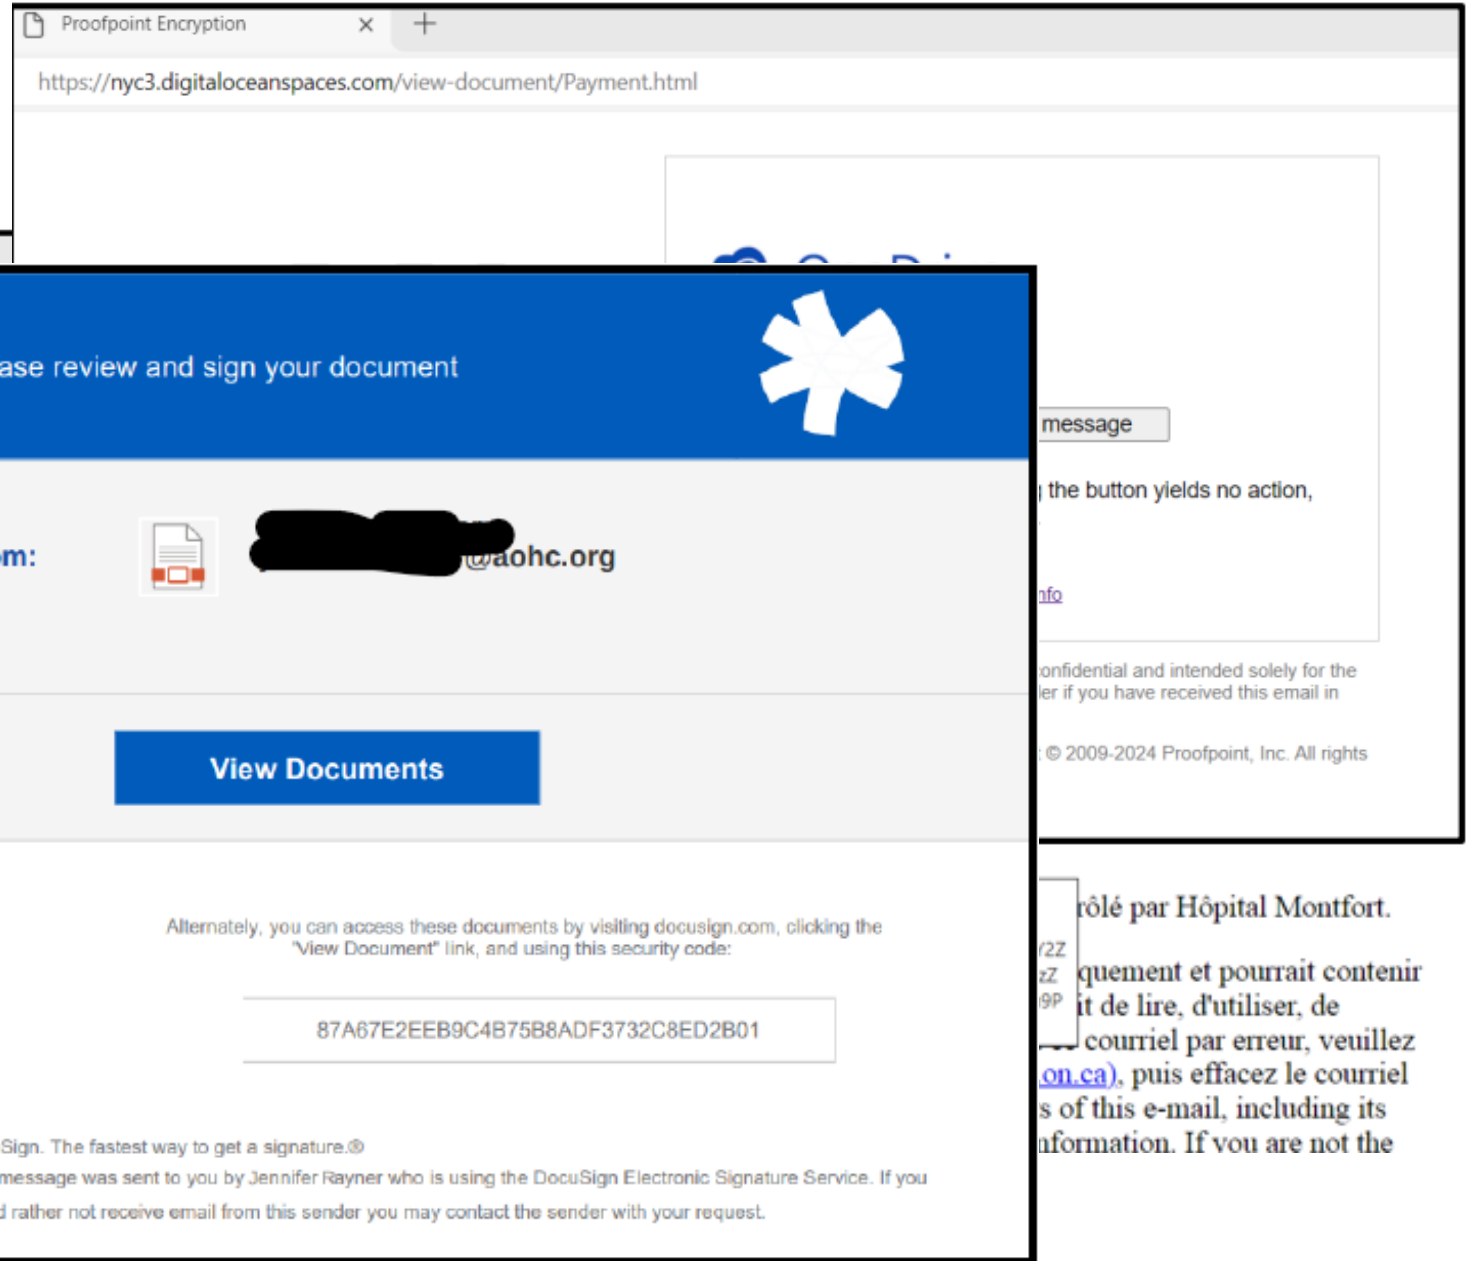 Proofpoint Encryption
https://nyc3.digitaloceanspaces.com/view-document/Payment.html
ase review and sign your document
message
the button yields no action,
om:
@aohc.org
nfo
confidential and intended solely for the
er if you have received this email in
View Documents
© 2009-2024 Proofpoint, Inc. All rights
rôlé par Hôpital Montfort.
Alternately, you can access these documents by visiting docusign.com, clicking the
"View Document" link, and using this security code:
Y2Z
zZ
quement et pourrait contenir
9P
it de lire, d'utiliser, de
87A67E2EEB9C4B75B8ADF3732C8ED2B01
courriel par erreur, veuillez
on.ca), puis effacez le courriel
s of this e-mail, including its
Sign. The fastest way to get a signature.®
nformation. If you are not the
message was sent to you by Jennifer Rayner who is using the DocuSign Electronic Signature Service. If you
d rather not receive email from this sender you may contact the sender with your request.